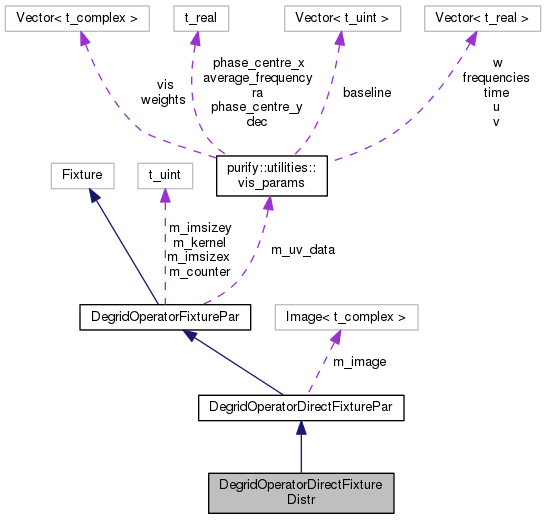 Vector< t_complex >
t_real
Vector< t_uint >
Vector< t_real >
vis
weights
phase_centre_x
average_frequency
ra
phase_centre_y
dec
baseline
w
frequencies
time
u
v
purify::utilities::
vis_params
Fixture
t_uint
m_imsizey
m_kernel
m_imsizex
m_counter
m_uv_data
DegridOperatorFixturePar
Image< t_complex >
m_image
DegridOperatorDirectFixturePar
DegridOperatorDirectFixture
Distr